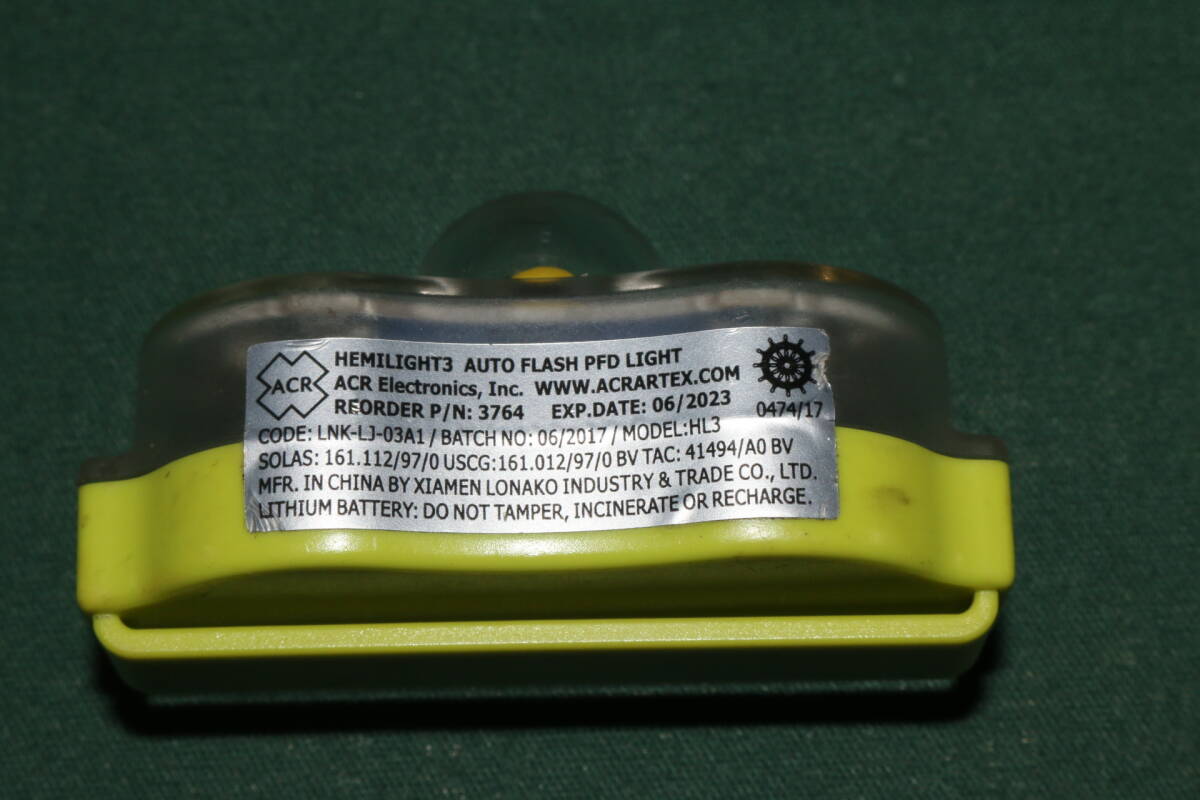 ACR
HEMILIGHT3 AUTO FLASH PFD LIGHT
ACR Electronics, Inc. WWW.ACRARTEX.COM
REORDER P/N: 3764 EXP.DATE: 06/2023
0474/17
CODE: LNK-LJ-03A1 / BATCH NO: 06/2017 / MODEL:HL3
SOLAS: 161.112/97/0 USCG:161.012/97/0 BV TAC: 41494/A0 BV
MFR. IN CHINA BY XIAMEN LONAKO INDUSTRY & TRADE CO., LTD.
LITHIUM BATTERY: DO NOT TAMPER, INCINERATE OR RECHARGE.